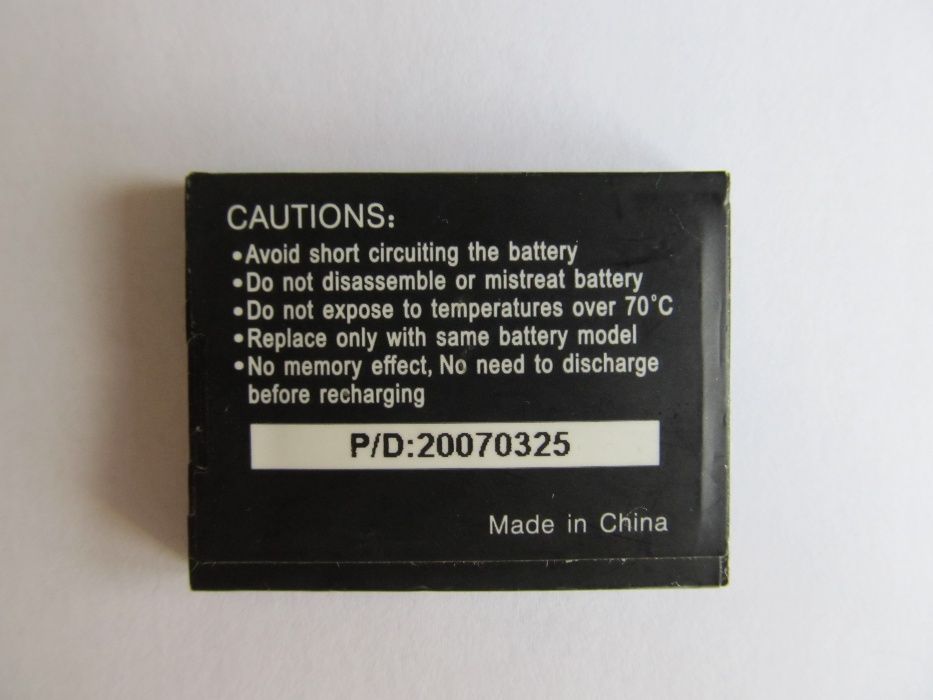 CAUTIONS:
•Avoid short circuiting the battery
•Do not disassemble or mistreat battery
•Do not expose to temperatures over 70°C
•Replace only with same battery model
•No memory effect, No need to discharge
before recharging
P/D:20070325
Made in China